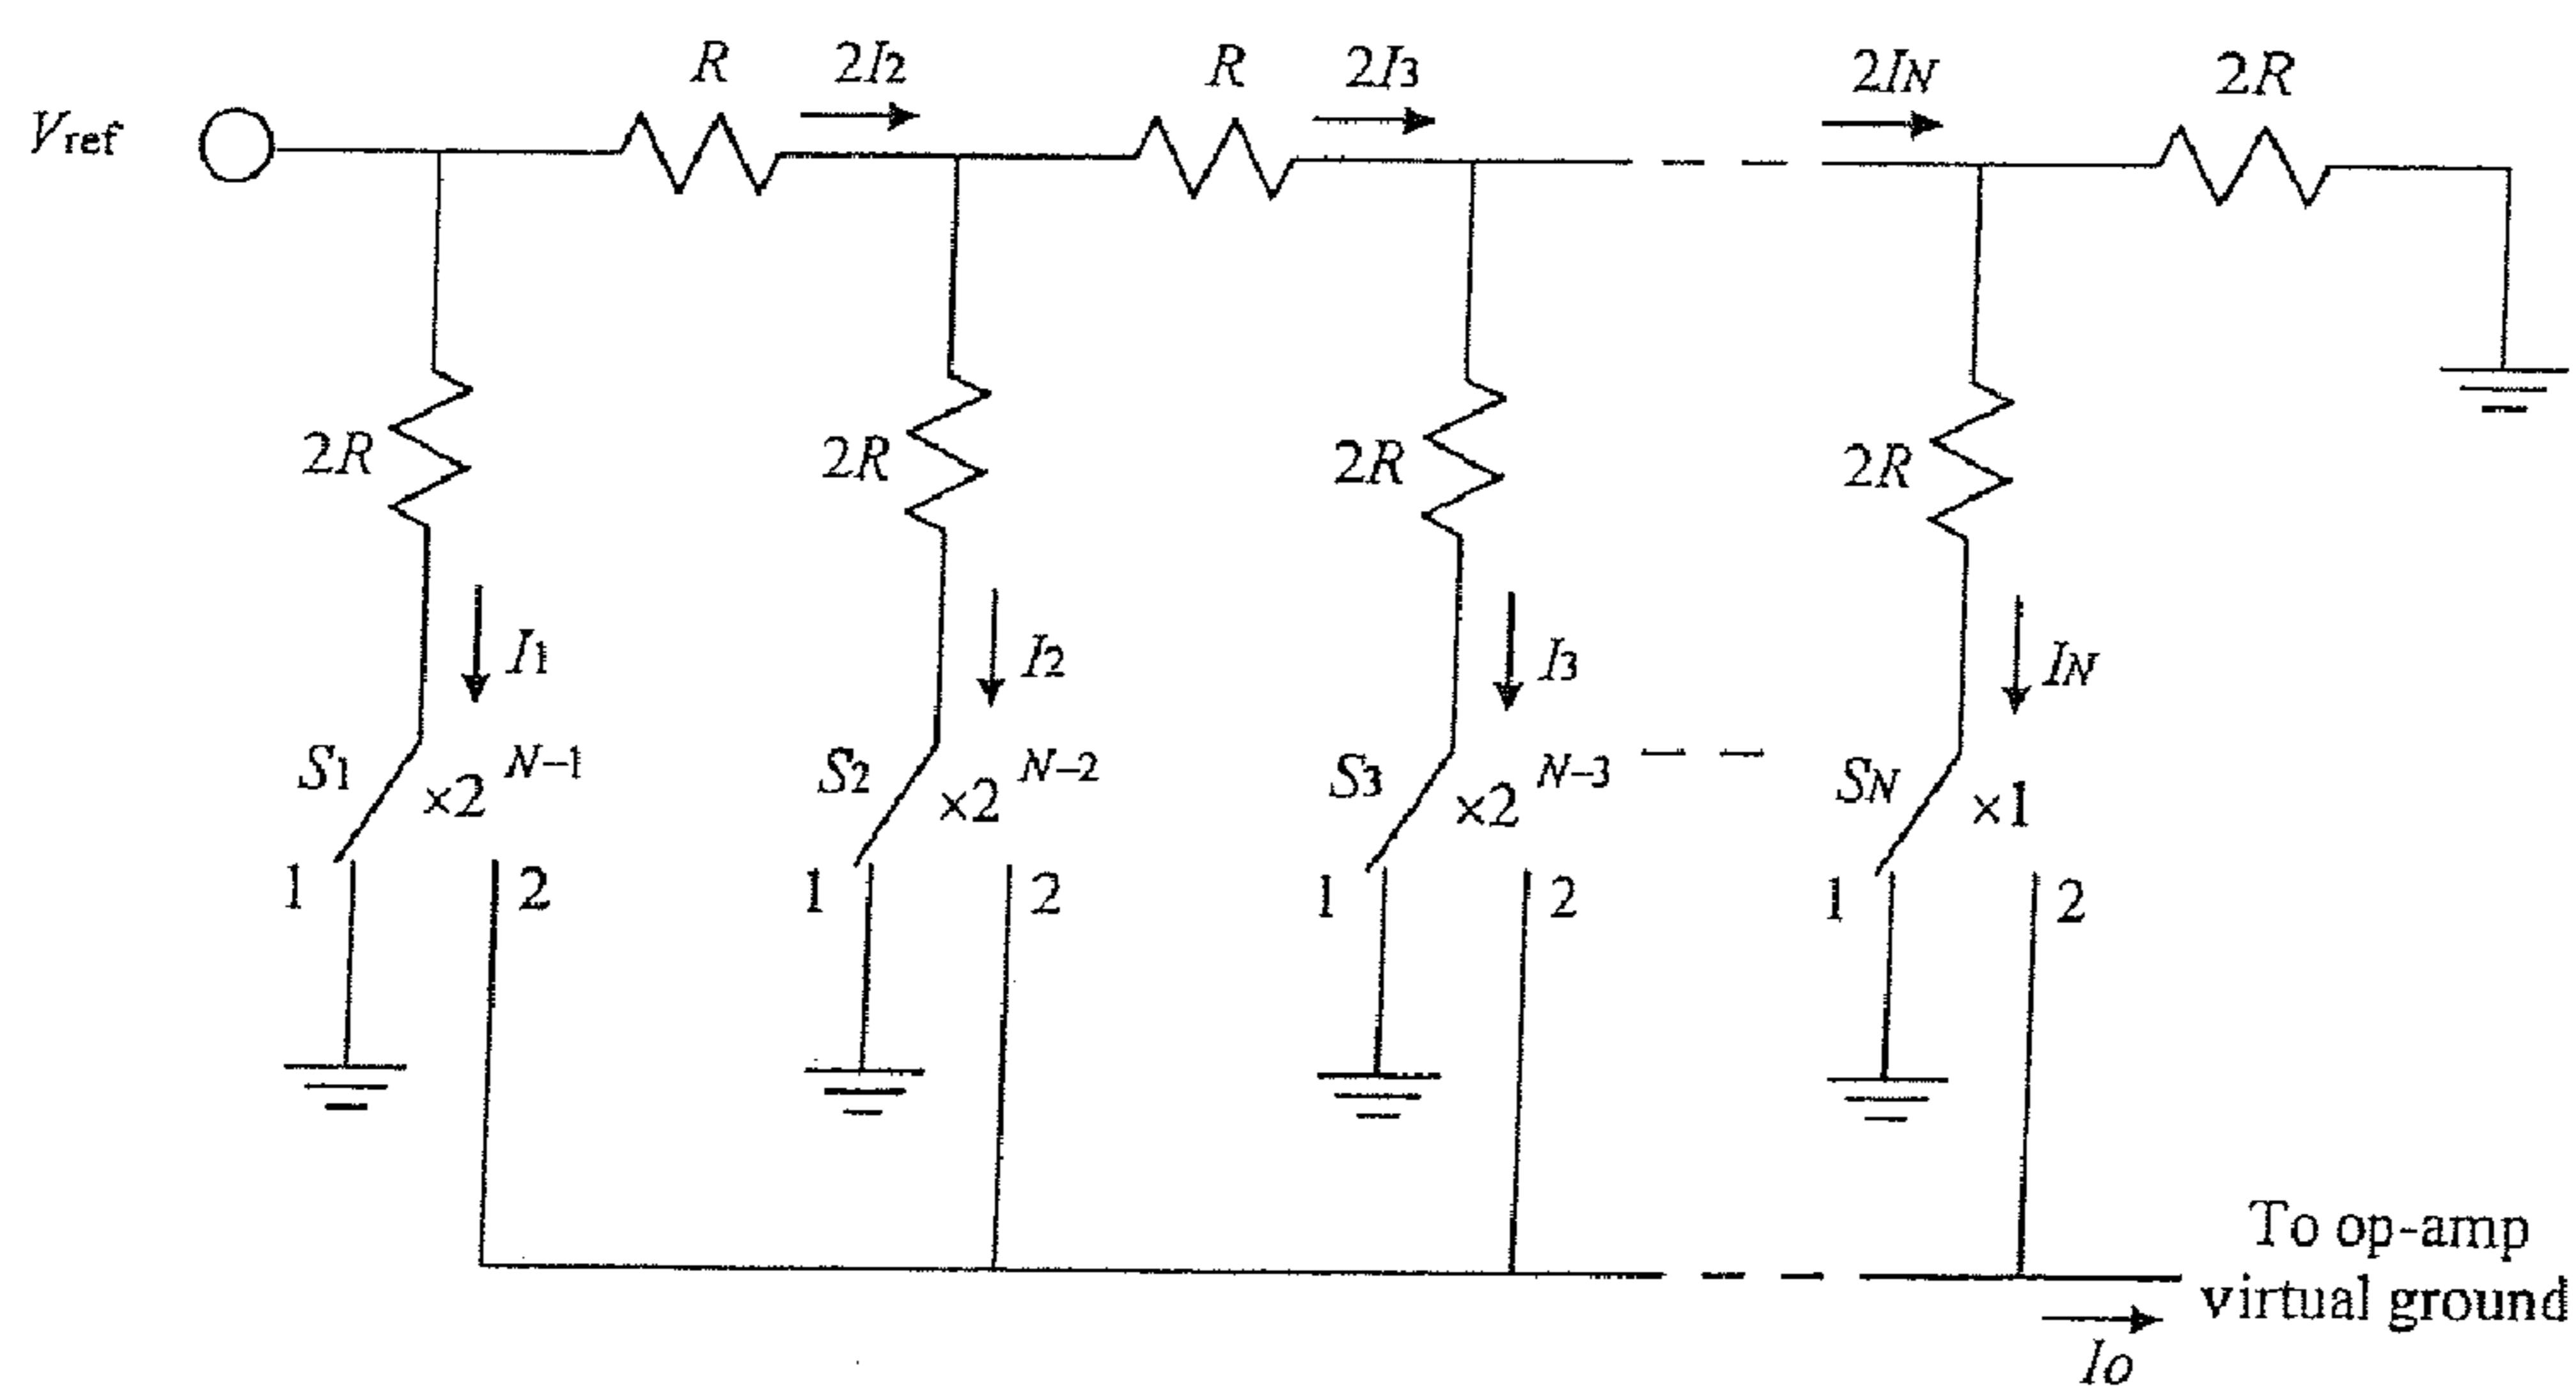 Vref
R
2I2
R
2I3
2IN
2R
2R
2R
2R
2R
I1
I2
I3
IN
S1
×2^{N−1}
S2
×2^{N−2}
S3
×2^{N−3}
SN
×1
1
2
1
2
1
2
1
2
To op-amp
virtual ground
Io